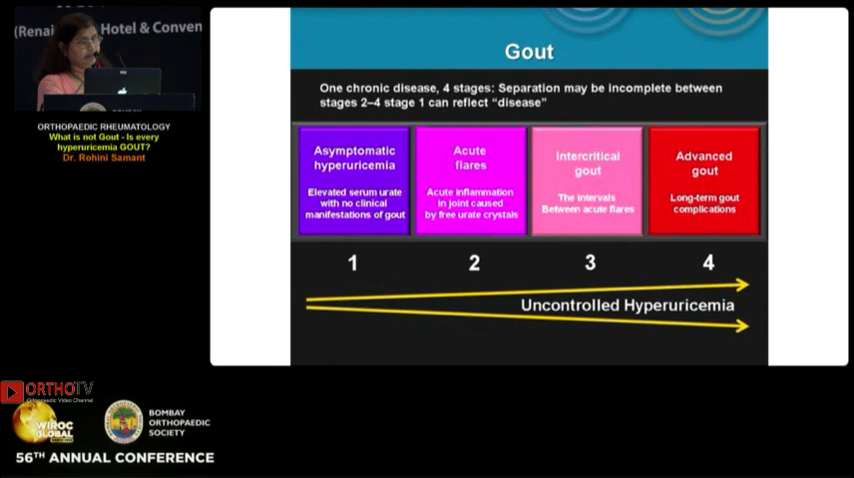 (Renai
Hotel & Conven
ORTHOPAEDIC RHEUMATOLOGY
What is not Gout - Is every
hyperuricemia GOUT?
Dr. Rohini Samant
Gout
One chronic disease, 4 stages: Separation may be incomplete between
stages 2–4 stage 1 can reflect “disease”
Asymptomatic
hyperuricemia
Elevated serum urate
with no clinical
manifestations of gout
Acute
flares
Acute inflammation
in joint caused
by free urate crystals
Intercritical
gout
The intervals
Between acute flares
Advanced
gout
Long-term gout
complications
1 2 3 4
Uncontrolled Hyperuricemia
ORTHOTV
Orthopaedic Video Channel
WIROC
GLOBAL
BOMBAY
ORTHOPAEDIC
SOCIETY
56TH ANNUAL CONFERENCE